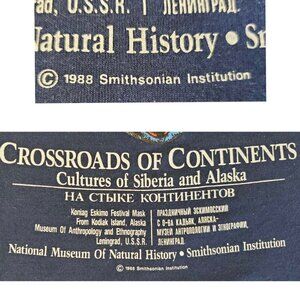 ad, U.S.S.R. | ЛЕНИНГРАД.
Natural History • Sm
© 1988 Smithsonian Institution
CROSSROADS OF CONTINENTS
Cultures of Siberia and Alaska
НА СТЫКЕ КОНТИНЕНТОВ
Koniag Eskimo Festival Mask
From Kodiak Island, Alaska
Museum Of Anthropology and Ethnography
Leningrad, U.S.S.R.
ПРАЗДНИЧНЫЙ ЭСКИМОССКИЙ
С О-ВА КАДЬЯК, АЛЯСКА-
МУЗЕЙ АНТРОПОЛОГИИ И ЭТНОГРАФИИ,
ЛЕНИНГРАД.
National Museum Of Natural History • Smithsonian Institution
© 1988 Smithsonian Institution